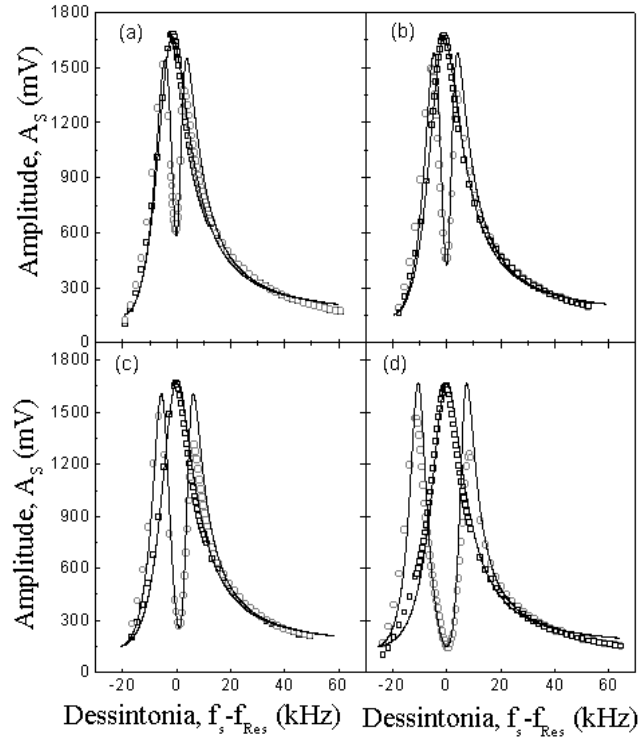 (a)
(b)
1800
1500
1200
900
600
300
0
Amplitude, A_S (mV)
(c)
(d)
1800
1500
1200
900
600
300
0
Amplitude, A_S (mV)
-20 0 20 40 60
-20 0 20 40 60
Dessintonia, f_s-f_Res (kHz)
Dessintonia, f_s-f_Res (kHz)